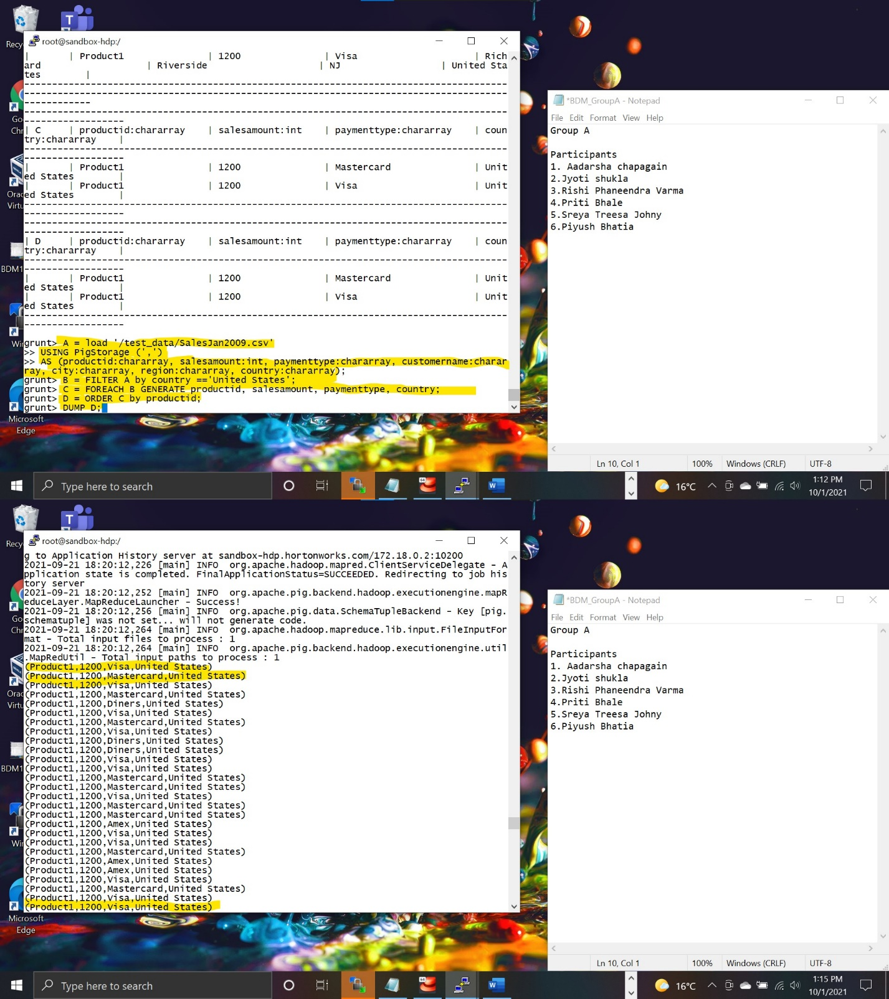 Recy
T
root@sandbox-hdp:/
| | Product1 | 1200 | Visa | Rich
ard | Riverside | NJ | United Sta
tes |
--------------------------------------------------------------------------------
------------
--------------------------------------------------------------------------------
------------------
| C | productid:chararray | salesamount:int | paymenttype:chararray | coun
try:chararray |
--------------------------------------------------------------------------------
------------------
| | Product1 | 1200 | Mastercard | Unit
ed States |
| | Product1 | 1200 | Visa | Unit
ed States |
--------------------------------------------------------------------------------
------------------
--------------------------------------------------------------------------------
------------------
| D | productid:chararray | salesamount:int | paymenttype:chararray | coun
try:chararray |
--------------------------------------------------------------------------------
------------------
| | Product1 | 1200 | Mastercard | Unit
ed States |
| | Product1 | 1200 | Visa | Unit
ed States |
--------------------------------------------------------------------------------
------------------
grunt> A = load '/test_data/SalesJan2009.csv'
>> USING PigStorage (',')
>> AS (productid:chararray, salesamount:int, paymenttype:chararray, customername:charar
ray, city:chararray, region:chararray, country:chararray);
grunt> B = FILTER A by country =='United States';
grunt> C = FOREACH B GENERATE productid, salesamount, paymenttype, country;
grunt> D = ORDER C by productid;
grunt> DUMP D;
Go
Chr
Orac
Virtu
BDM1
Win
Microsoft
Edge
*BDM_GroupA - Notepad
File Edit Format View Help
Group A
Participants
1. Aadarsha chapagain
2.Jyoti shukla
3.Rishi Phaneendra Varma
4.Priti Bhale
5.Sreya Treesa Johny
6.Piyush Bhatia
Ln 10, Col 1 100% Windows (CRLF) UTF-8
Type here to search
64
W
16°C
1:12 PM
10/1/2021
Recy
T
root@sandbox-hdp:/
g to Application History server at sandbox-hdp.hortonworks.com/172.18.0.2:10200
2021-09-21 18:20:12,226 [main] INFO org.apache.hadoop.mapred.ClientServiceDelegate - A
pplication state is completed. FinalApplicationStatus=SUCCEEDED. Redirecting to job his
tory server
2021-09-21 18:20:12,252 [main] INFO org.apache.pig.backend.hadoop.executionengine.mapR
educeLayer.MapReduceLauncher - Success!
2021-09-21 18:20:12,256 [main] INFO org.apache.pig.data.SchemaTupleBackend - Key [pig.
schematuple] was not set... will not generate code.
2021-09-21 18:20:12,264 [main] INFO org.apache.hadoop.mapreduce.lib.input.FileInputFor
mat - Total input files to process : 1
2021-09-21 18:20:12,264 [main] INFO org.apache.pig.backend.hadoop.executionengine.util
.MapRedUtil - Total input paths to process : 1
(Product1,1200,Visa,United States)
(Product1,1200,Mastercard,United States)
(Product1,1200,Visa,United States)
(Product1,1200,Mastercard,United States)
(Product1,1200,Diners,United States)
(Product1,1200,Visa,United States)
(Product1,1200,Mastercard,United States)
(Product1,1200,Visa,United States)
(Product1,1200,Diners,United States)
(Product1,1200,Diners,United States)
(Product1,1200,Visa,United States)
(Product1,1200,Visa,United States)
(Product1,1200,Mastercard,United States)
(Product1,1200,Mastercard,United States)
(Product1,1200,Visa,United States)
(Product1,1200,Mastercard,United States)
(Product1,1200,Mastercard,United States)
(Product1,1200,Amex,United States)
(Product1,1200,Visa,United States)
(Product1,1200,Visa,United States)
(Product1,1200,Mastercard,United States)
(Product1,1200,Amex,United States)
(Product1,1200,Amex,United States)
(Product1,1200,Visa,United States)
(Product1,1200,Mastercard,United States)
(Product1,1200,Visa,United States)
(Product1,1200,Visa,United States)
Go
Chr
Orac
Virtu
BDM1
Win
Microsoft
Edge
*BDM_GroupA - Notepad
File Edit Format View Help
Group A
Participants
1. Aadarsha chapagain
2.Jyoti shukla
3.Rishi Phaneendra Varma
4.Priti Bhale
5.Sreya Treesa Johny
6.Piyush Bhatia
Ln 10, Col 1 100% Windows (CRLF) UTF-8
Type here to search
64
W
16°C
1:15 PM
10/1/2021